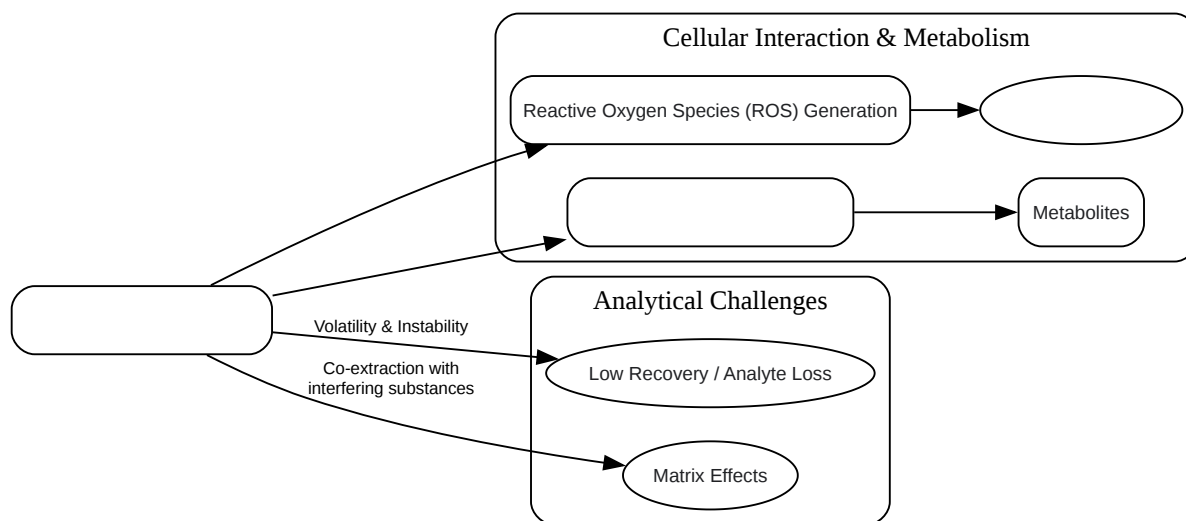 Cellular Interaction & Metabolism
Reactive Oxygen Species (ROS) Generation
Metabolites
Analytical Challenges
Volatility & Instability
Low Recovery / Analyte Loss
Co-extraction with
interfering substances
Matrix Effects